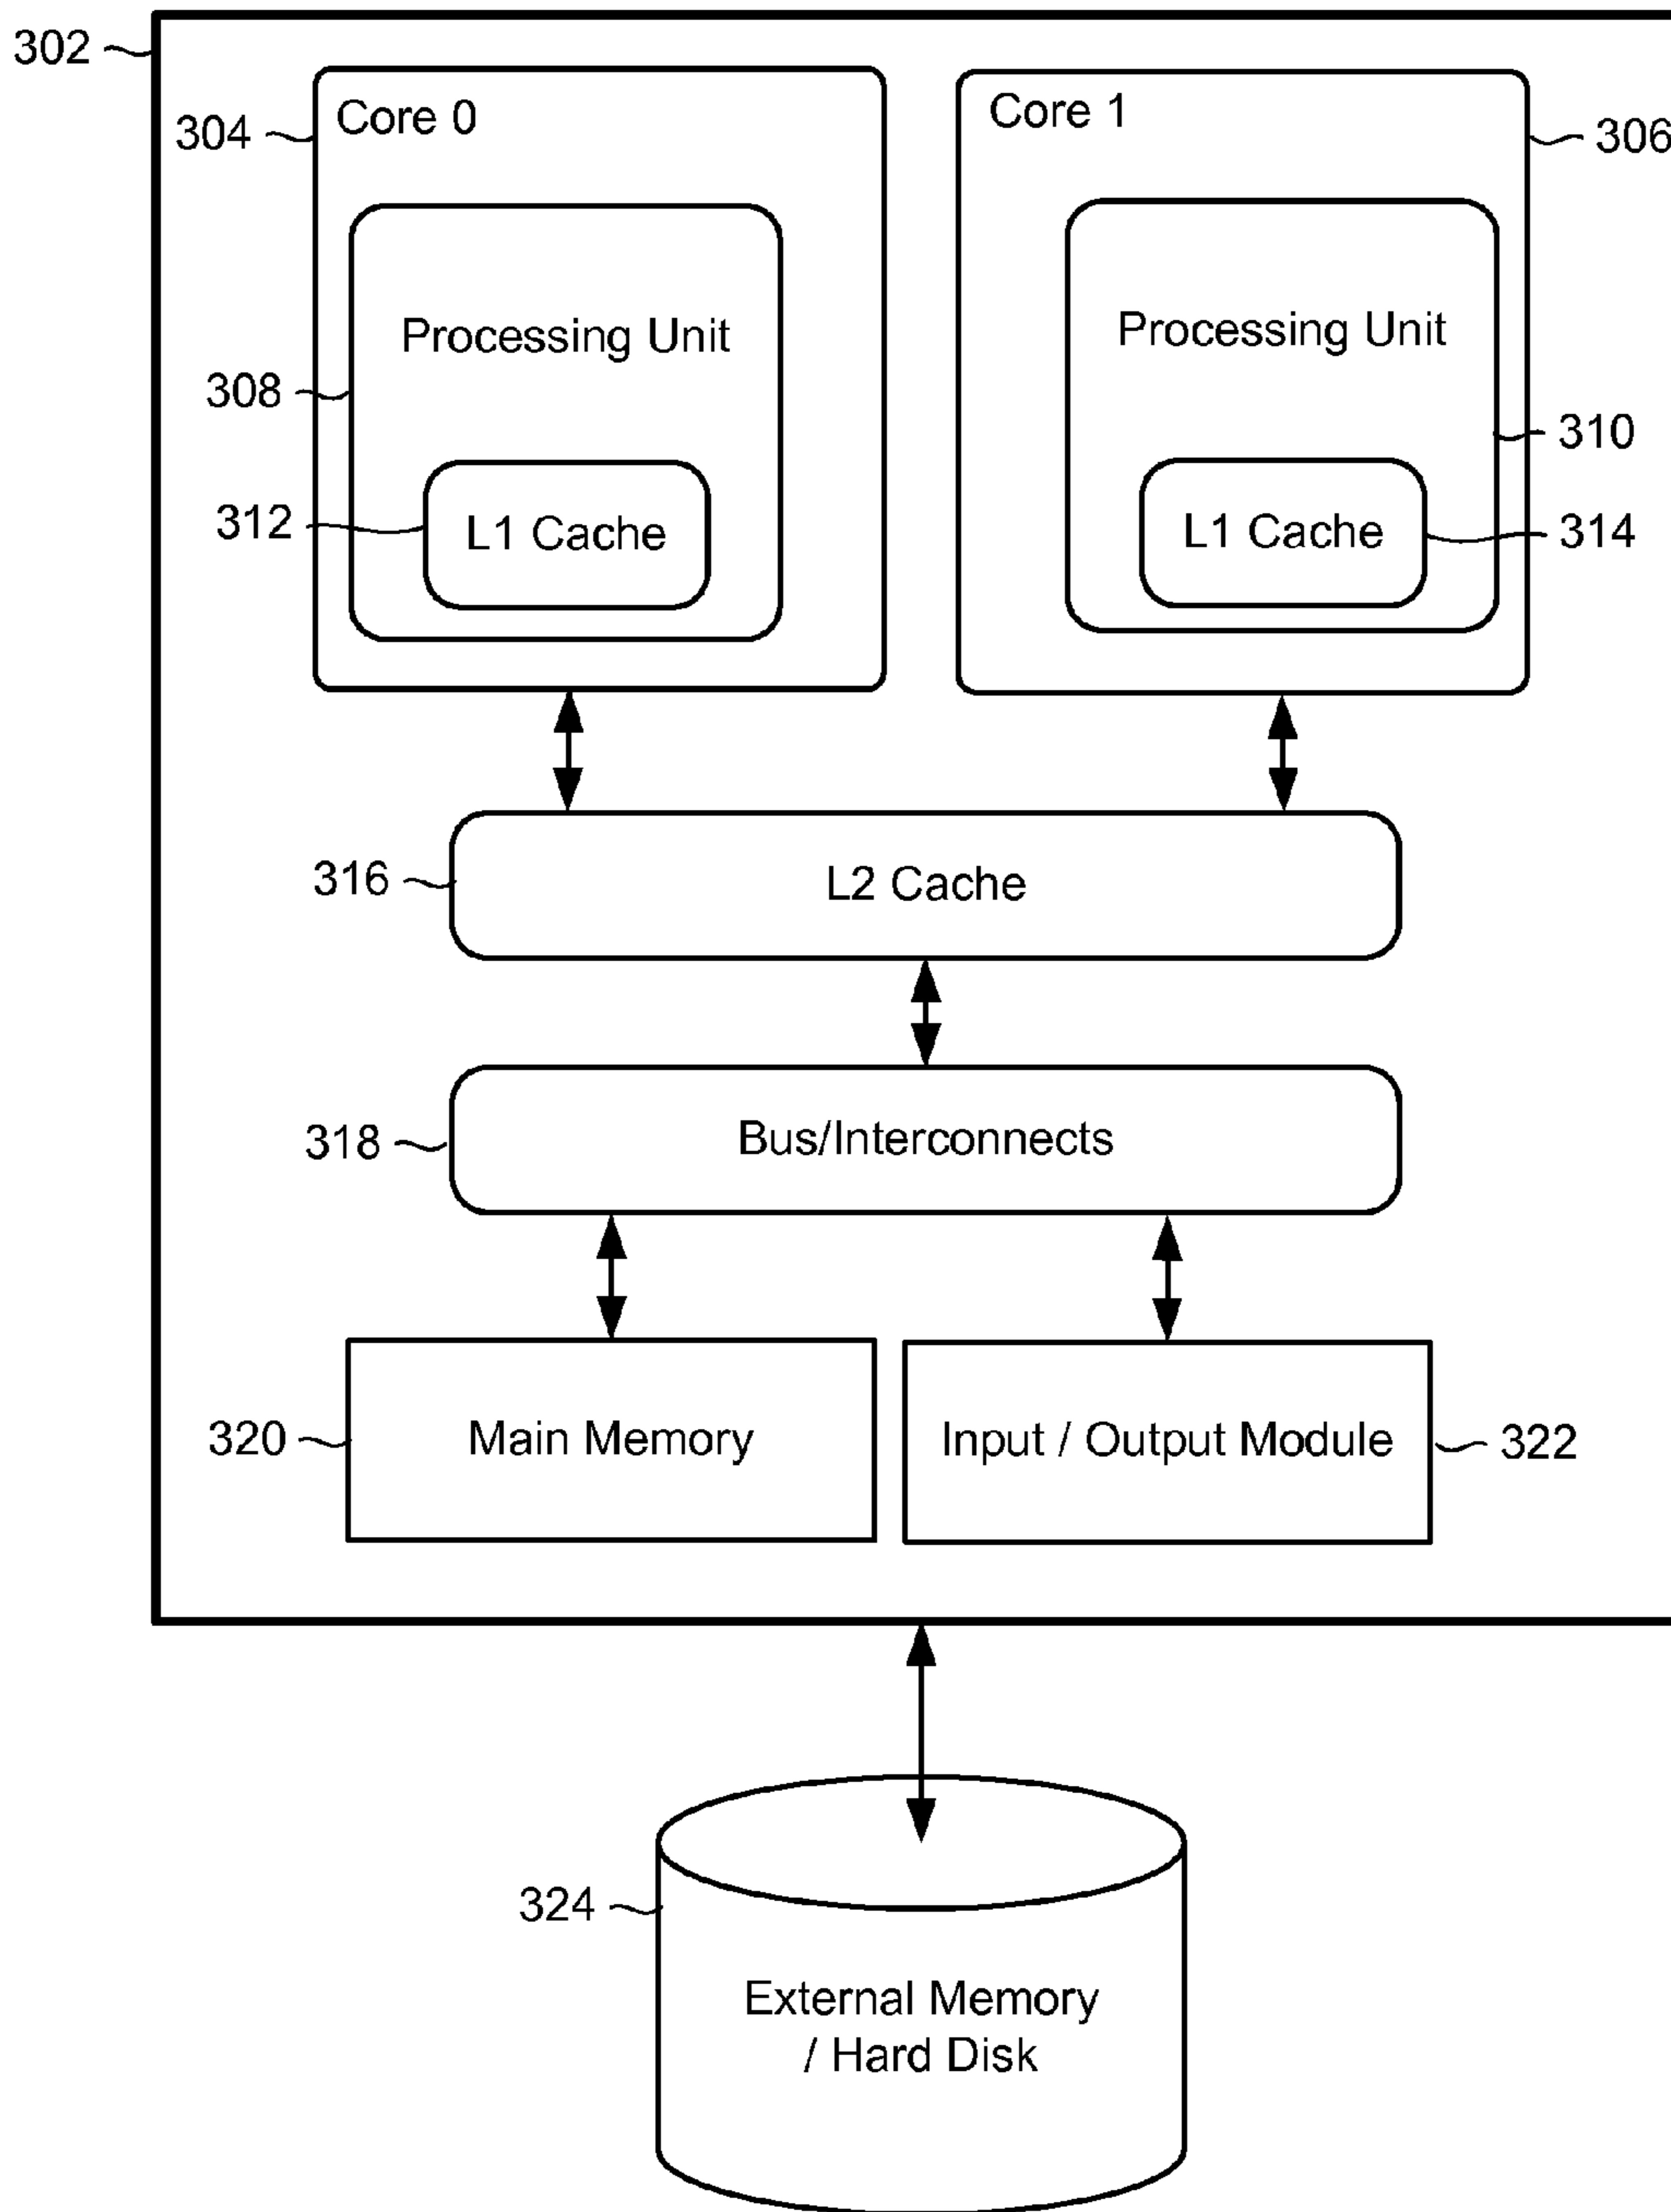 302
304
Core 0
Core 1
306
Processing Unit
Processing Unit
308
310
312
L1 Cache
L1 Cache
314
316
L2 Cache
318
Bus/Interconnects
320
Main Memory
Input / Output Module
322
324
External Memory
/ Hard Disk